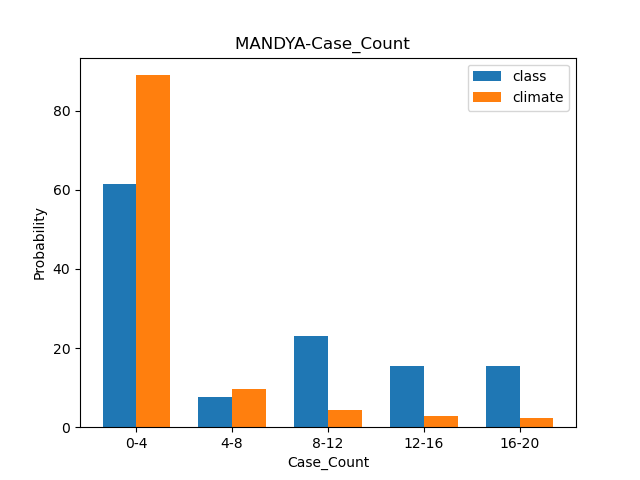 MANDYA-Case_Count
class
climate
Probability
80
60
40
20
0
0-4
4-8
8-12
12-16
16-20
Case_Count